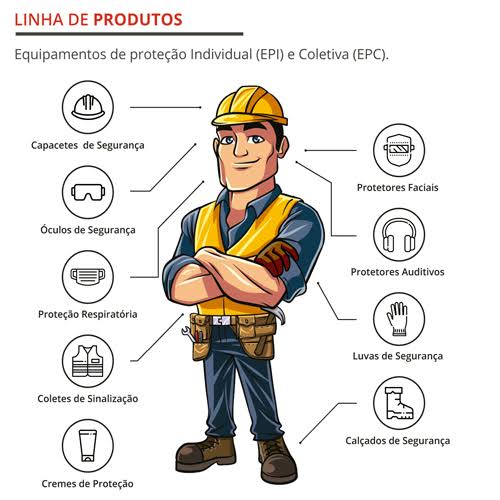 LINHA DE PRODUTOS
Equipamentos de proteção Individual (EPI) e Coletiva (EPC).
Capacetes de Segurança
Óculos de Segurança
Proteção Respiratória
Coletes de Sinalização
Cremes de Proteção
Protetores Faciais
Protetores Auditivos
Luvas de Segurança
Calçados de Segurança